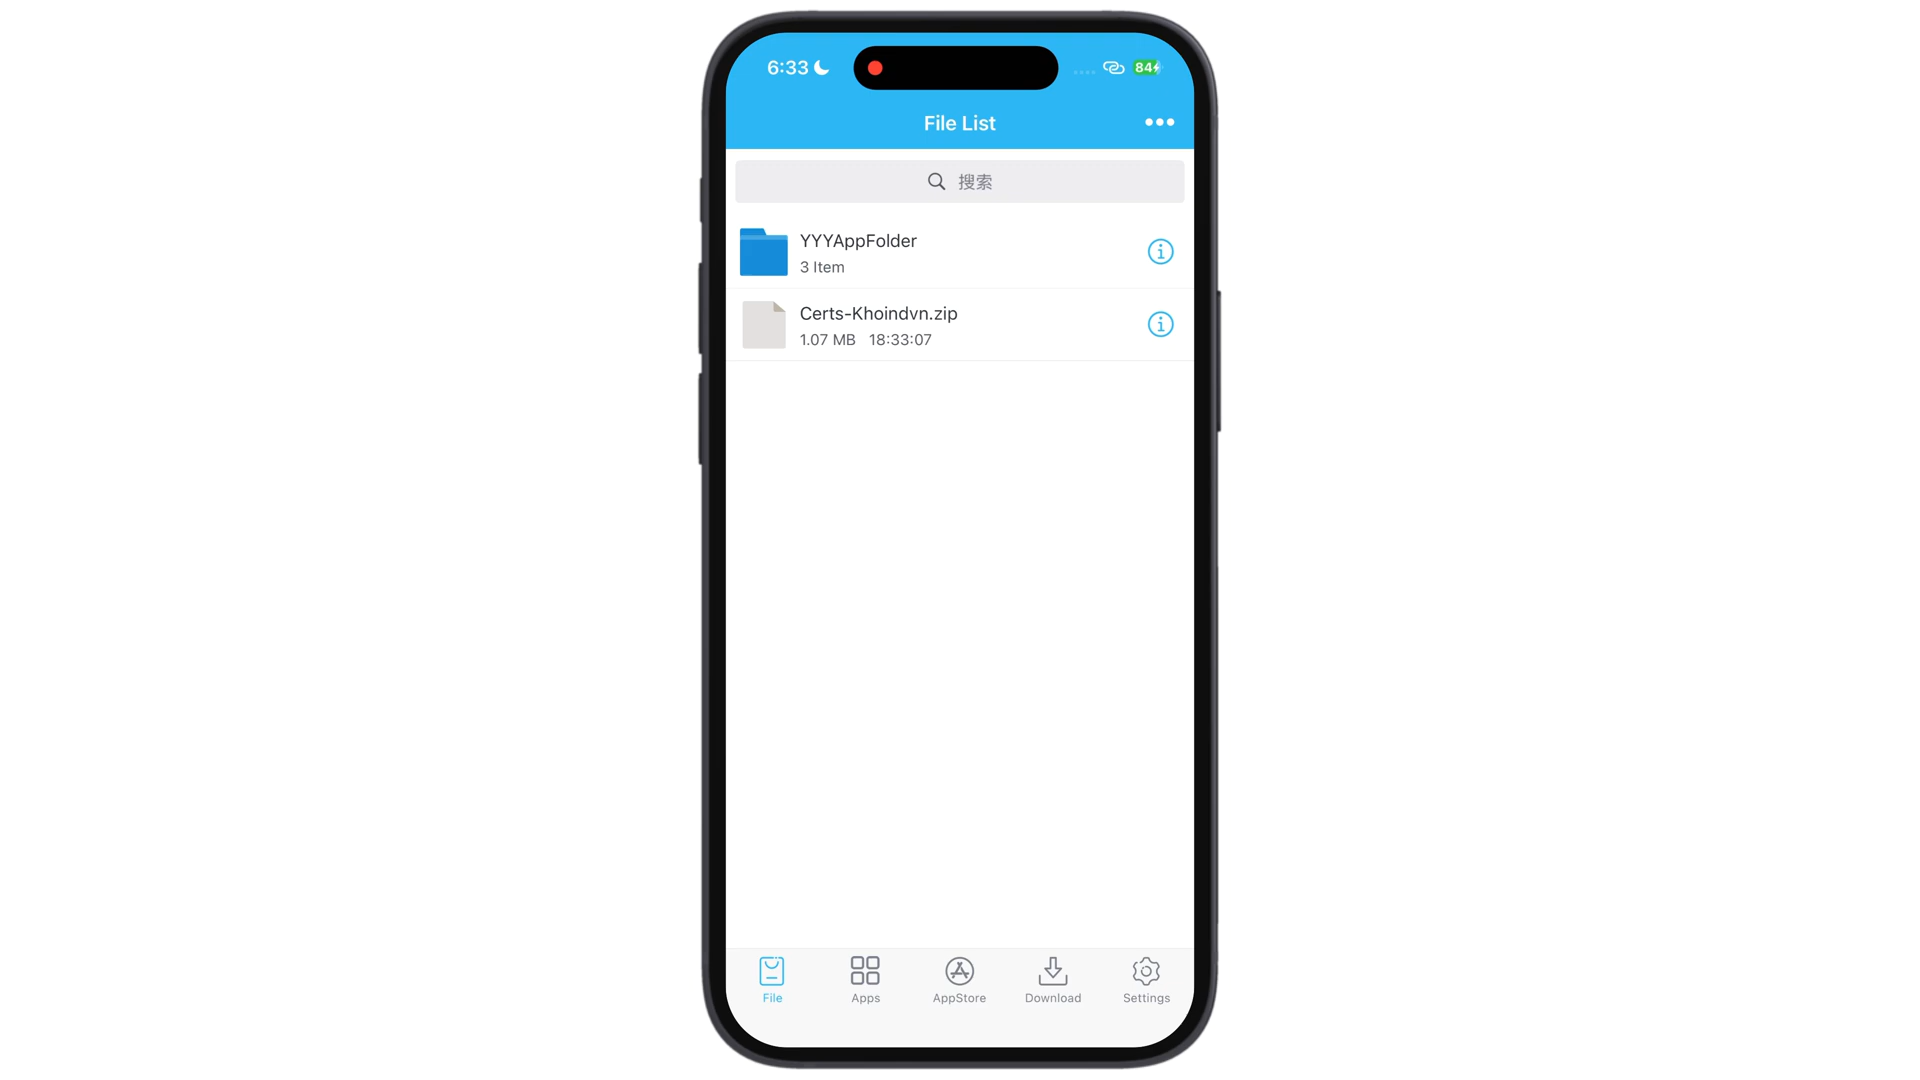 6:33
84
File List
搜索
YYYAppFolder
3 Item
Certs-Khoindvn.zip
1.07 MB 18:33:07
File
Apps
AppStore
Download
Settings